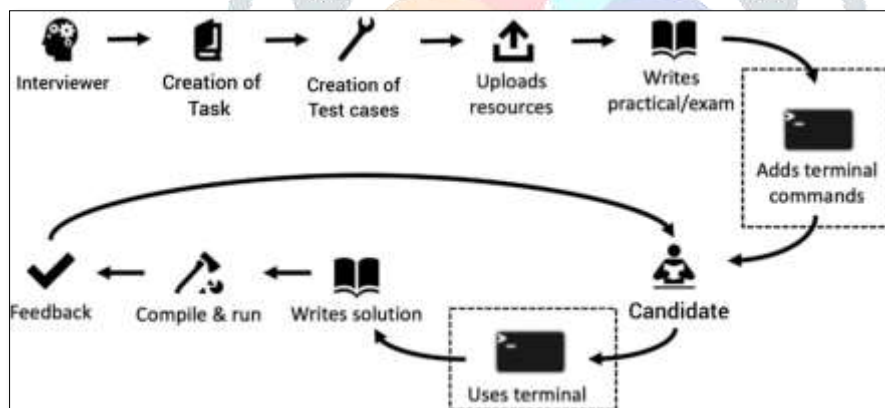 Interviewer
Creation of
Task
Creation of
Test cases
Uploads
resources
Writes
practical/exam
>_
Adds terminal
commands
Feedback
Compile & run
Writes solution
Candidate
>_
Uses terminal